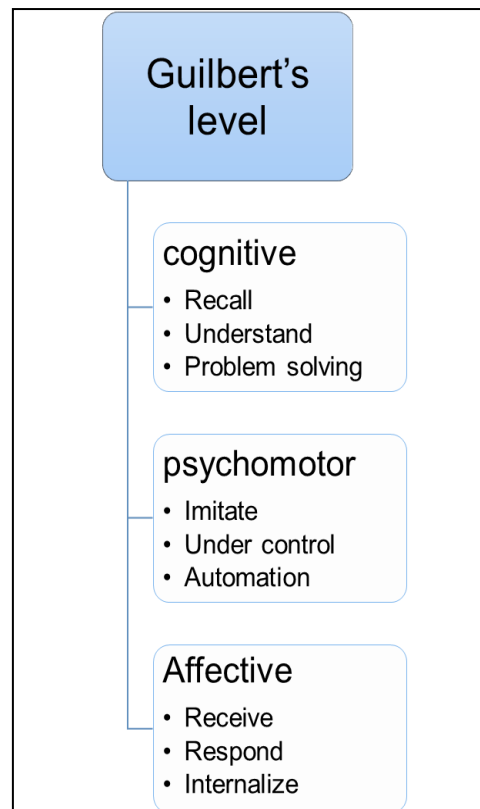 Guilbert's
level
cognitive
• Recall
• Understand
• Problem solving
psychomotor
• Imitate
• Under control
• Automation
Affective
• Receive
• Respond
• Internalize